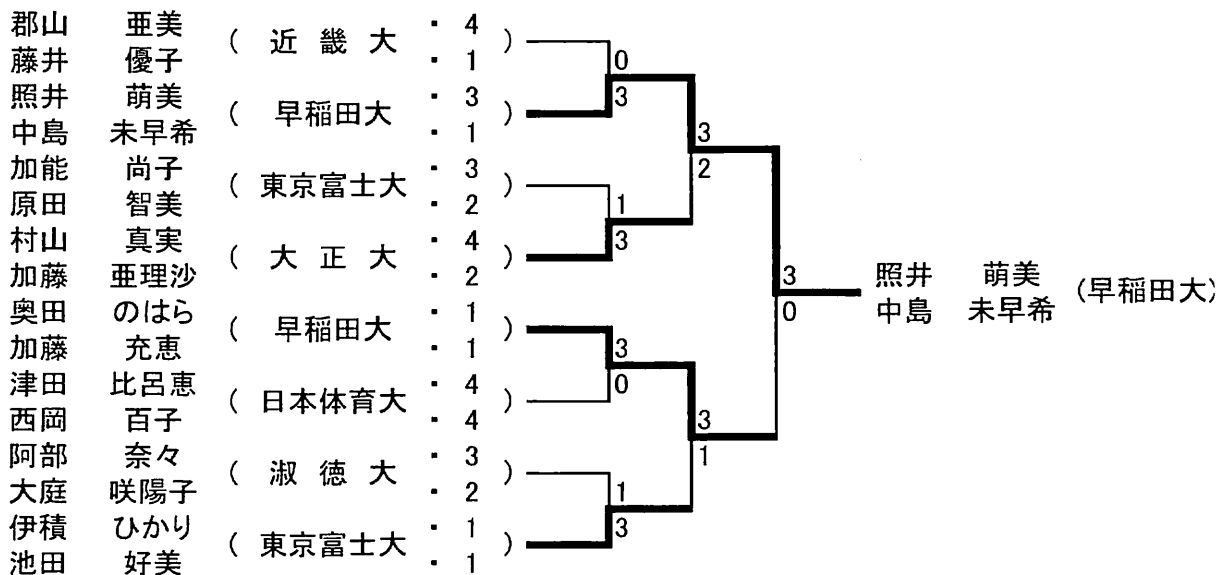 郡山 亜美 ・ 4
( 近 畿 大 )
藤井 優子 ・ 1
0
照井 萌美 ・ 3
3
( 早稲田大 )
中島 未早希 ・ 1
3
加能 尚子 ・ 3
2
( 東京富士大 )
原田 智美 ・ 2
1
村山 真実 ・ 4
3
( 大 正 大 )
加藤 亜理沙 ・ 2
3
照井 萌美
(早稲田大)
奥田 のはら ・ 1
0
中島 未早希
( 早稲田大 )
加藤 充恵 ・ 1
3
津田 比呂恵 ・ 4
0
( 日本体育大 )
西岡 百子 ・ 4
3
阿部 奈々 ・ 3
1
( 淑 徳 大 )
大庭 咲陽子 ・ 2
1
伊積 ひかり ・ 1
3
( 東京富士大 )
池田 好美 ・ 1